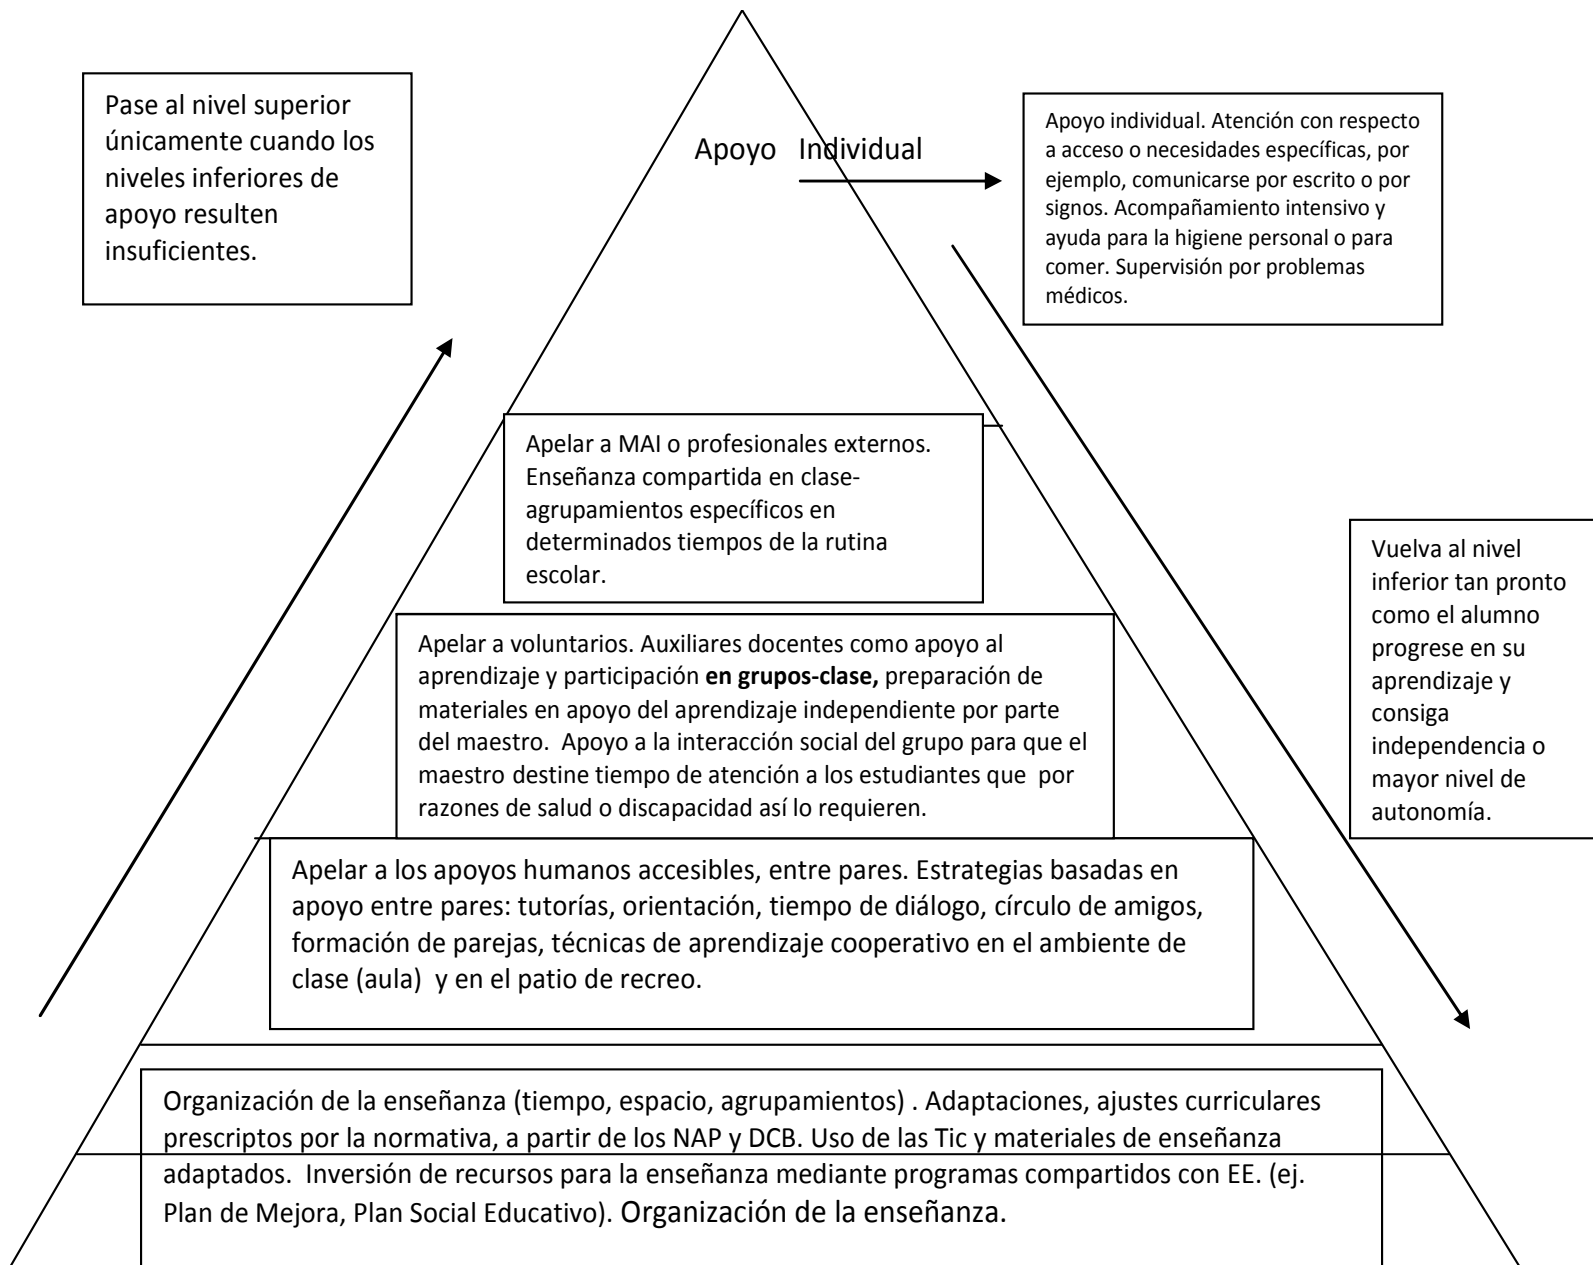 Pase al nivel superior
únicamente cuando los
niveles inferiores de
apoyo resulten
insuficientes.
Apoyo Individual
Apoyo individual. Atención con respecto
a acceso o necesidades específicas, por
ejemplo, comunicarse por escrito o por
signos. Acompañamiento intensivo y
ayuda para la higiene personal o para
comer. Supervisión por problemas
médicos.
Apelar a MAI o profesionales externos.
Enseñanza compartida en clase-
agrupamientos específicos en
determinados tiempos de la rutina
escolar.
Vuelva al nivel
inferior tan pronto
como el alumno
progrese en su
aprendizaje y
consiga
independencia o
mayor nivel de
autonomía.
Apelar a voluntarios. Auxiliares docentes como apoyo al
aprendizaje y participación en grupos-clase, preparación de
materiales en apoyo del aprendizaje independiente por parte
del maestro. Apoyo a la interacción social del grupo para que el
maestro destine tiempo de atención a los estudiantes que por
razones de salud o discapacidad así lo requieren.
Apelar a los apoyos humanos accesibles, entre pares. Estrategias basadas en
apoyo entre pares: tutorías, orientación, tiempo de diálogo, círculo de amigos,
formación de parejas, técnicas de aprendizaje cooperativo en el ambiente de
clase (aula) y en el patio de recreo.
Organización de la enseñanza (tiempo, espacio, agrupamientos) . Adaptaciones, ajustes curriculares
prescriptos por la normativa, a partir de los NAP y DCB. Uso de las Tic y materiales de enseñanza
adaptados. Inversión de recursos para la enseñanza mediante programas compartidos con EE. (ej.
Plan de Mejora, Plan Social Educativo). Organización de la enseñanza.